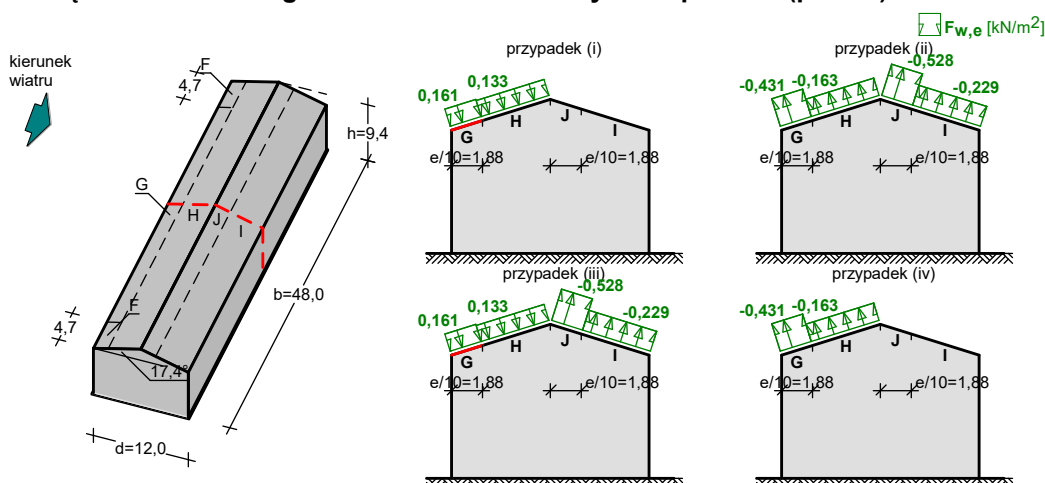 Fw,e [kN/m2]
kierunek
wiatru
F
4,7
h=9,4
G
H
J
I
b=48,0
F
4,7
17,4°
d=12,0
przypadek (i)
0,161
0,133
G
H
J
I
e/10=1,88
e/10=1,88
przypadek (ii)
-0,431
-0,163
-0,528
-0,229
G
H
J
I
e/10=1,88
e/10=1,88
przypadek (iii)
0,161
0,133
-0,528
-0,229
G
H
J
I
e/10=1,88
e/10=1,88
przypadek (iv)
-0,431
-0,163
G
H
J
I
e/10=1,88
e/10=1,88